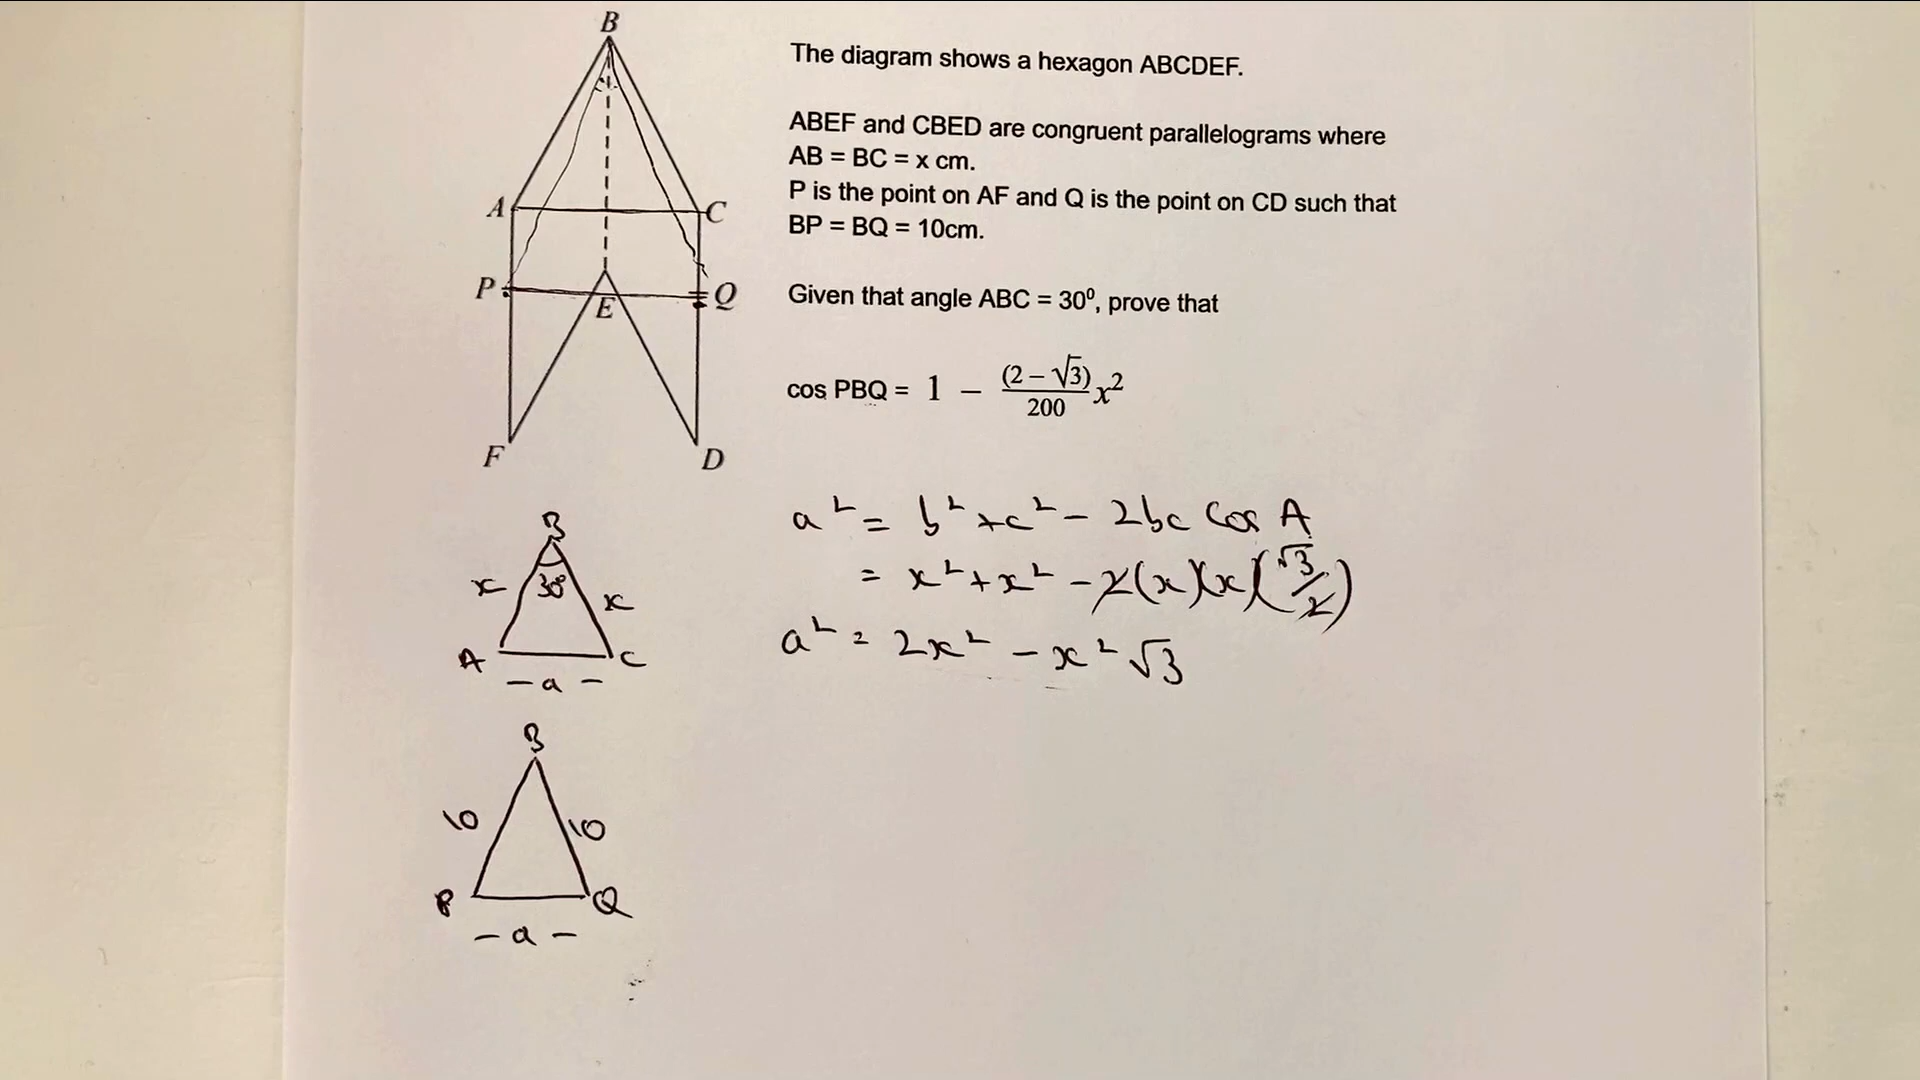 B
A
C
P
Q
E
F
D
The diagram shows a hexagon ABCDEF.
ABEF and CBED are congruent parallelograms where
AB = BC = x cm.
P is the point on AF and Q is the point on CD such that
BP = BQ = 10cm.
Given that angle ABC = 30⁰, prove that
cos PBQ = 1 − (2 − √3)/200 x²
a² = b² + c² − 2bc Cos A
= x² + x² − 2(x)(x)(√3/2)
a² = 2x² − x²√3
B
x 30° x
A C
– a –
B
10 10
P Q
– a –